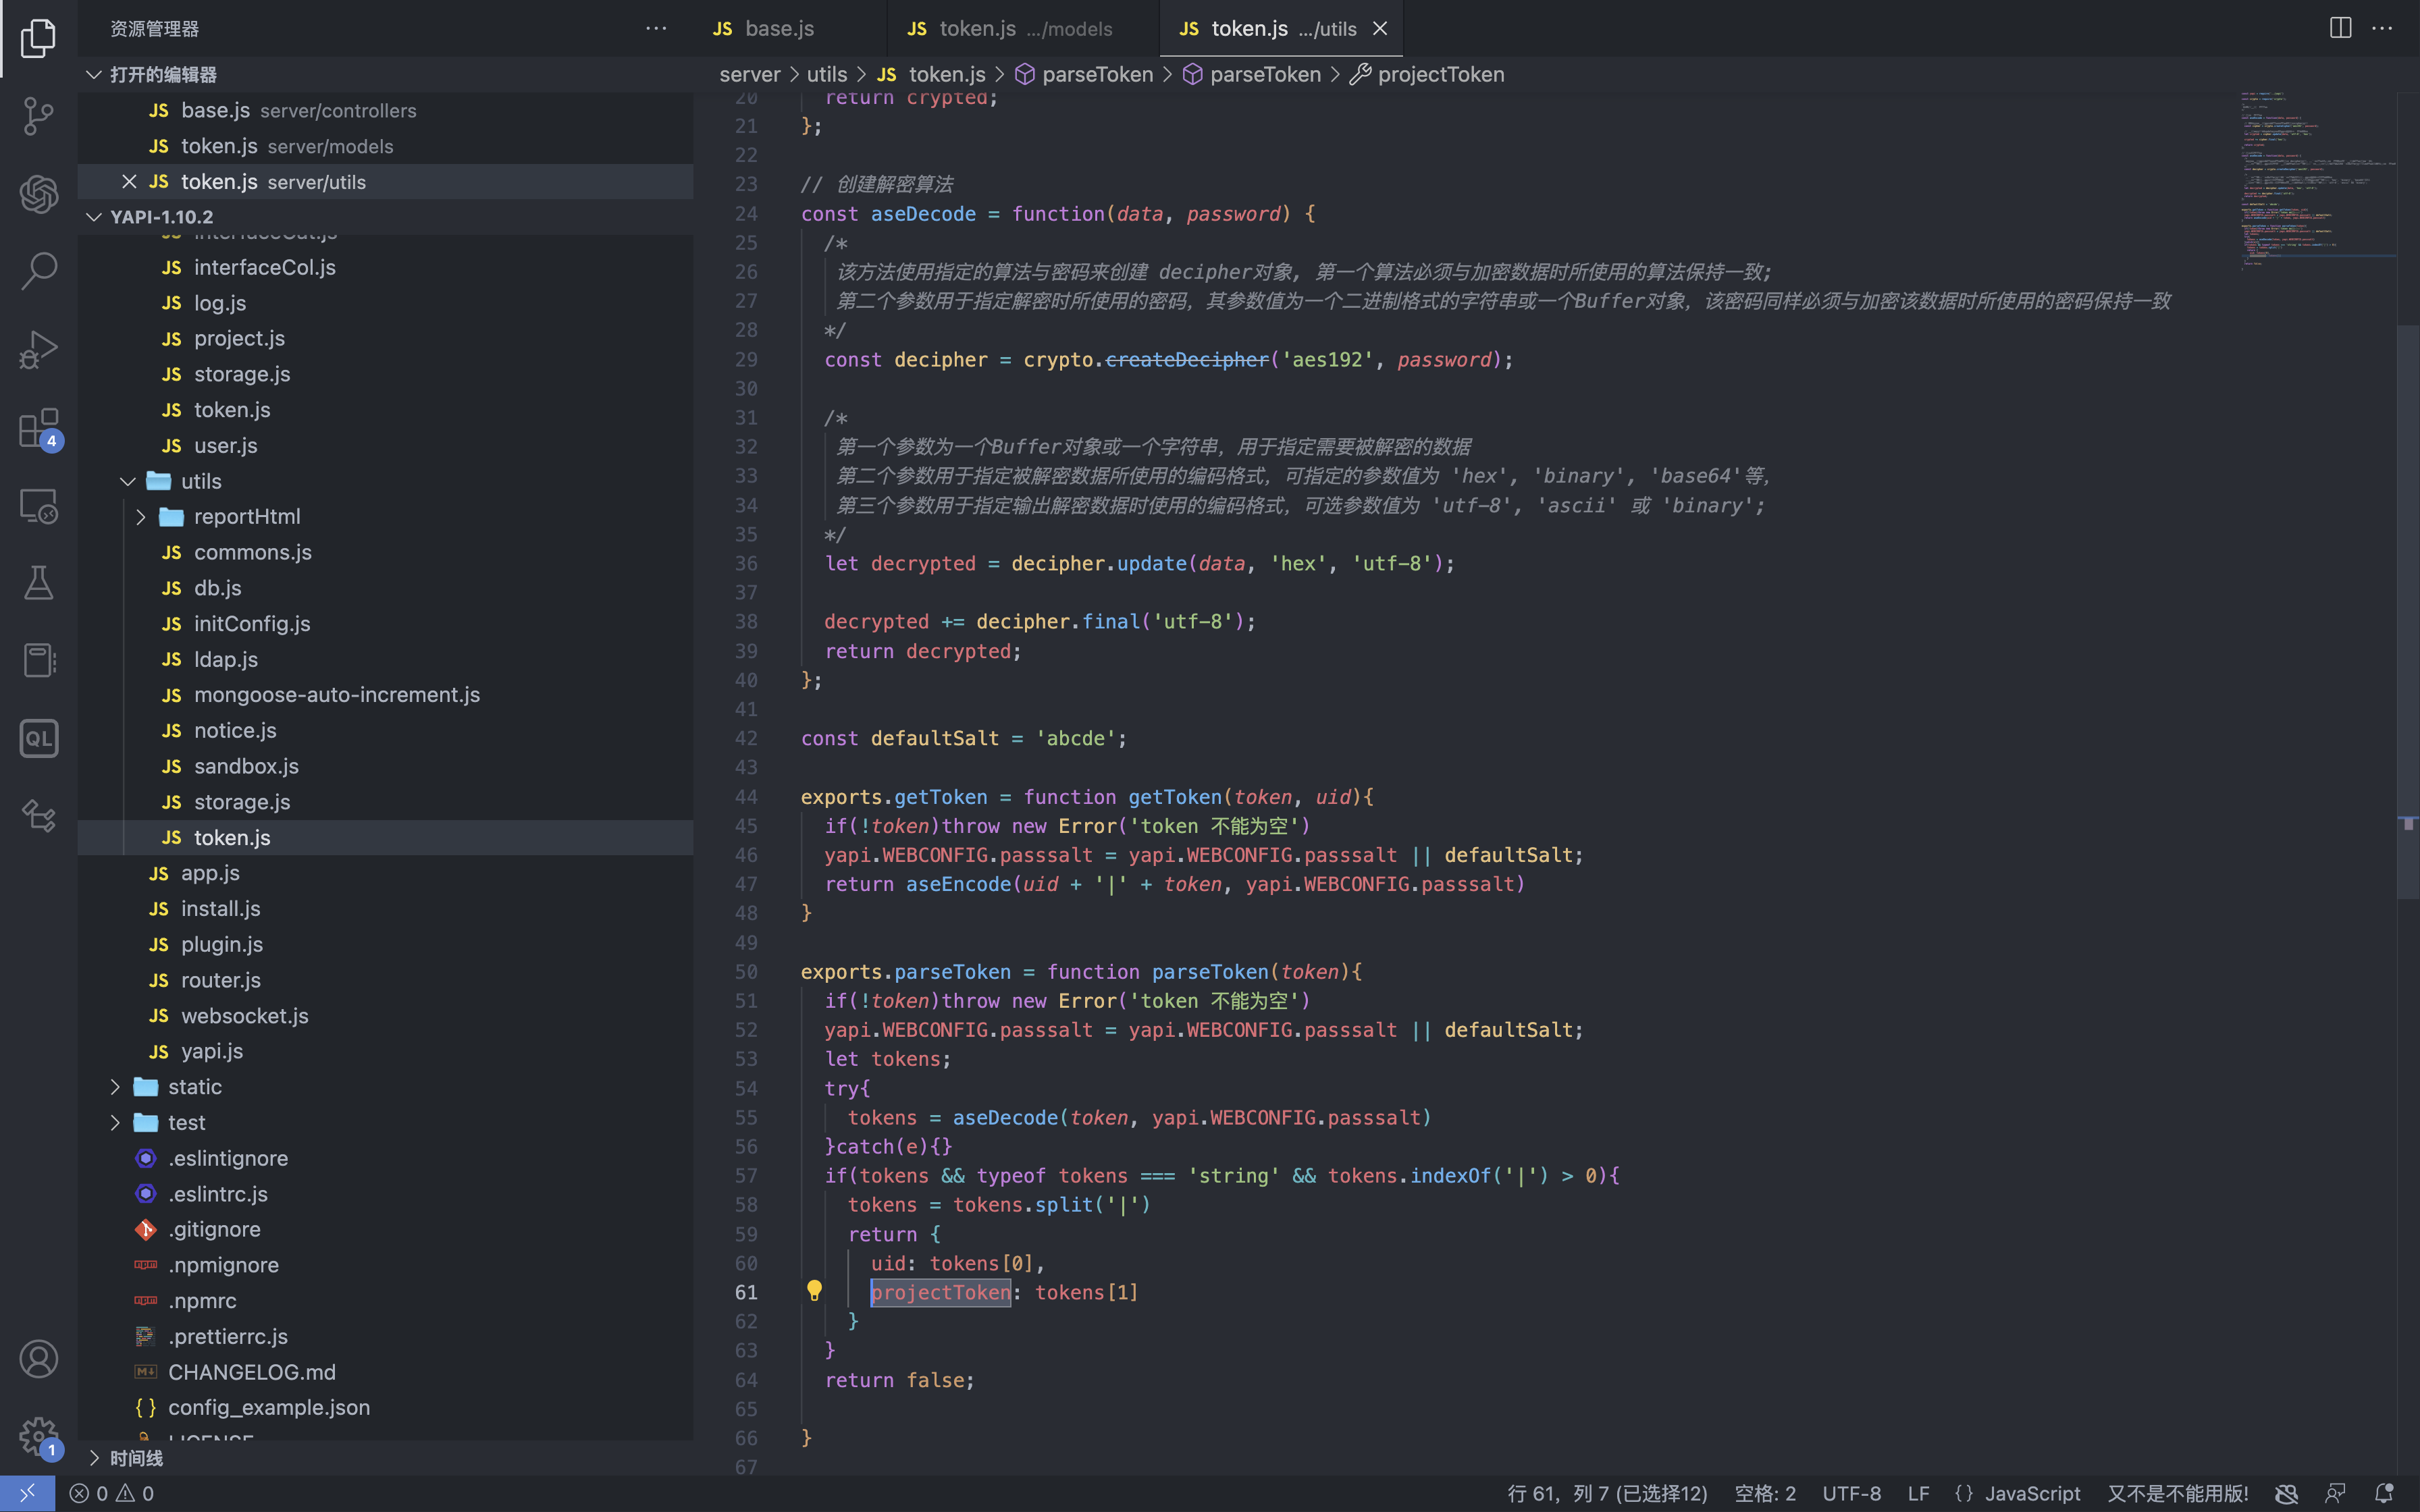 资源管理器
打开的编辑器
JS base.js server/controllers
JS token.js server/models
JS token.js server/utils
YAPI-1.10.2
JS interfaceCol.js
JS log.js
JS project.js
JS storage.js
JS token.js
JS user.js
utils
reportHtml
JS commons.js
JS db.js
JS initConfig.js
JS ldap.js
JS mongoose-auto-increment.js
JS notice.js
JS sandbox.js
JS storage.js
JS token.js
JS app.js
JS install.js
JS plugin.js
JS router.js
JS websocket.js
JS yapi.js
static
test
.eslintignore
.eslintrc.js
.gitignore
.npmignore
.npmrc
.prettierrc.js
CHANGELOG.md
{ } config_example.json
LICENSE
时间线
4
QL
1
JS base.js JS token.js .../models JS token.js .../utils
server > utils > JS token.js > parseToken > parseToken > projectToken
20 return crypted;
21 };
22
23 // 创建解密算法
24 const aseDecode = function(data, password) {
25 /*
26 该方法使用指定的算法与密码来创建 decipher对象, 第一个算法必须与加密数据时所使用的算法保持一致;
27 第二个参数用于指定解密时所使用的密码，其参数值为一个二进制格式的字符串或一个Buffer对象，该密码同样必须与加密该数据时所使用的密码保持一致
28 */
29 const decipher = crypto.createDecipher('aes192', password);
30
31 /*
32 第一个参数为一个Buffer对象或一个字符串，用于指定需要被解密的数据
33 第二个参数用于指定被解密数据所使用的编码格式，可指定的参数值为 'hex', 'binary', 'base64'等，
34 第三个参数用于指定输出解密数据时使用的编码格式，可选参数值为 'utf-8', 'ascii' 或 'binary';
35 */
36 let decrypted = decipher.update(data, 'hex', 'utf-8');
37
38 decrypted += decipher.final('utf-8');
39 return decrypted;
40 };
41
42 const defaultSalt = 'abcde';
43
44 exports.getToken = function getToken(token, uid){
45 if(!token)throw new Error('token 不能为空')
46 yapi.WEBCONFIG.passsalt = yapi.WEBCONFIG.passsalt || defaultSalt;
47 return aseEncode(uid + '|' + token, yapi.WEBCONFIG.passsalt)
48 }
49
50 exports.parseToken = function parseToken(token){
51 if(!token)throw new Error('token 不能为空')
52 yapi.WEBCONFIG.passsalt = yapi.WEBCONFIG.passsalt || defaultSalt;
53 let tokens;
54 try{
55 tokens = aseDecode(token, yapi.WEBCONFIG.passsalt)
56 }catch(e){}
57 if(tokens && typeof tokens === 'string' && tokens.indexOf('|') > 0){
58 tokens = tokens.split('|')
59 return {
60 uid: tokens[0],
61 projectToken: tokens[1]
62 }
63 }
64 return false;
65
66 }
67
0 0 行 61，列 7 (已选择12) 空格: 2 UTF-8 LF { } JavaScript 又不是不能用版!